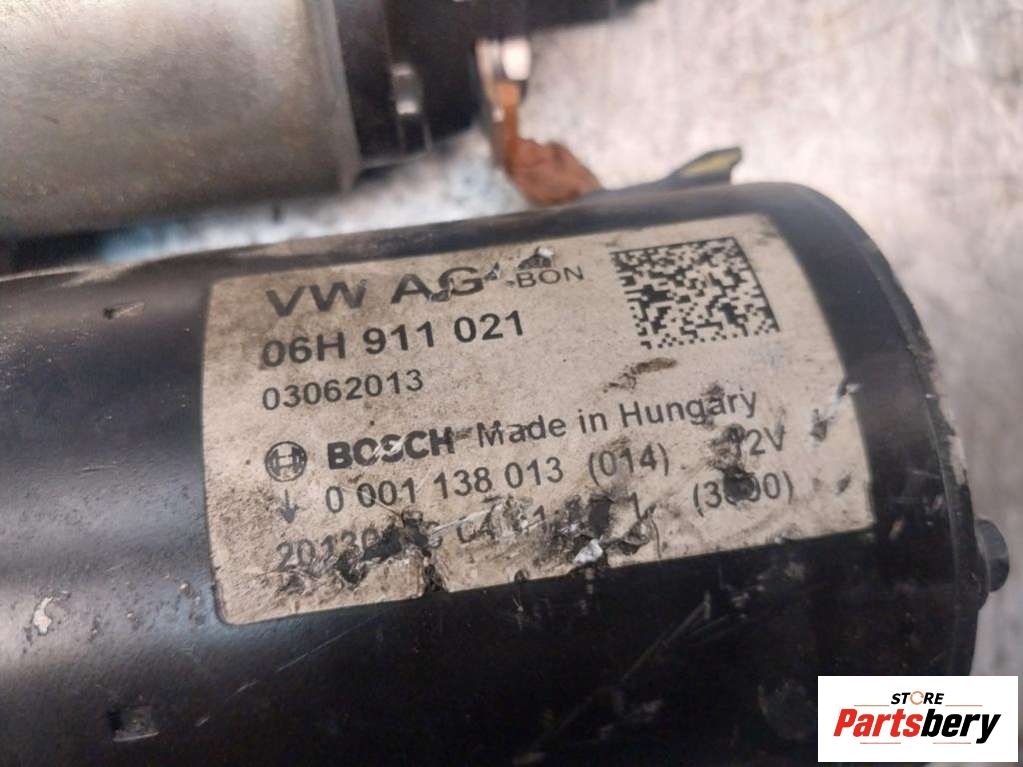 VW AG BON
06H 911 021
03062013
BOSCH Made in Hungary
0 001 138 013 (014) 12V
STORE
Partsbery